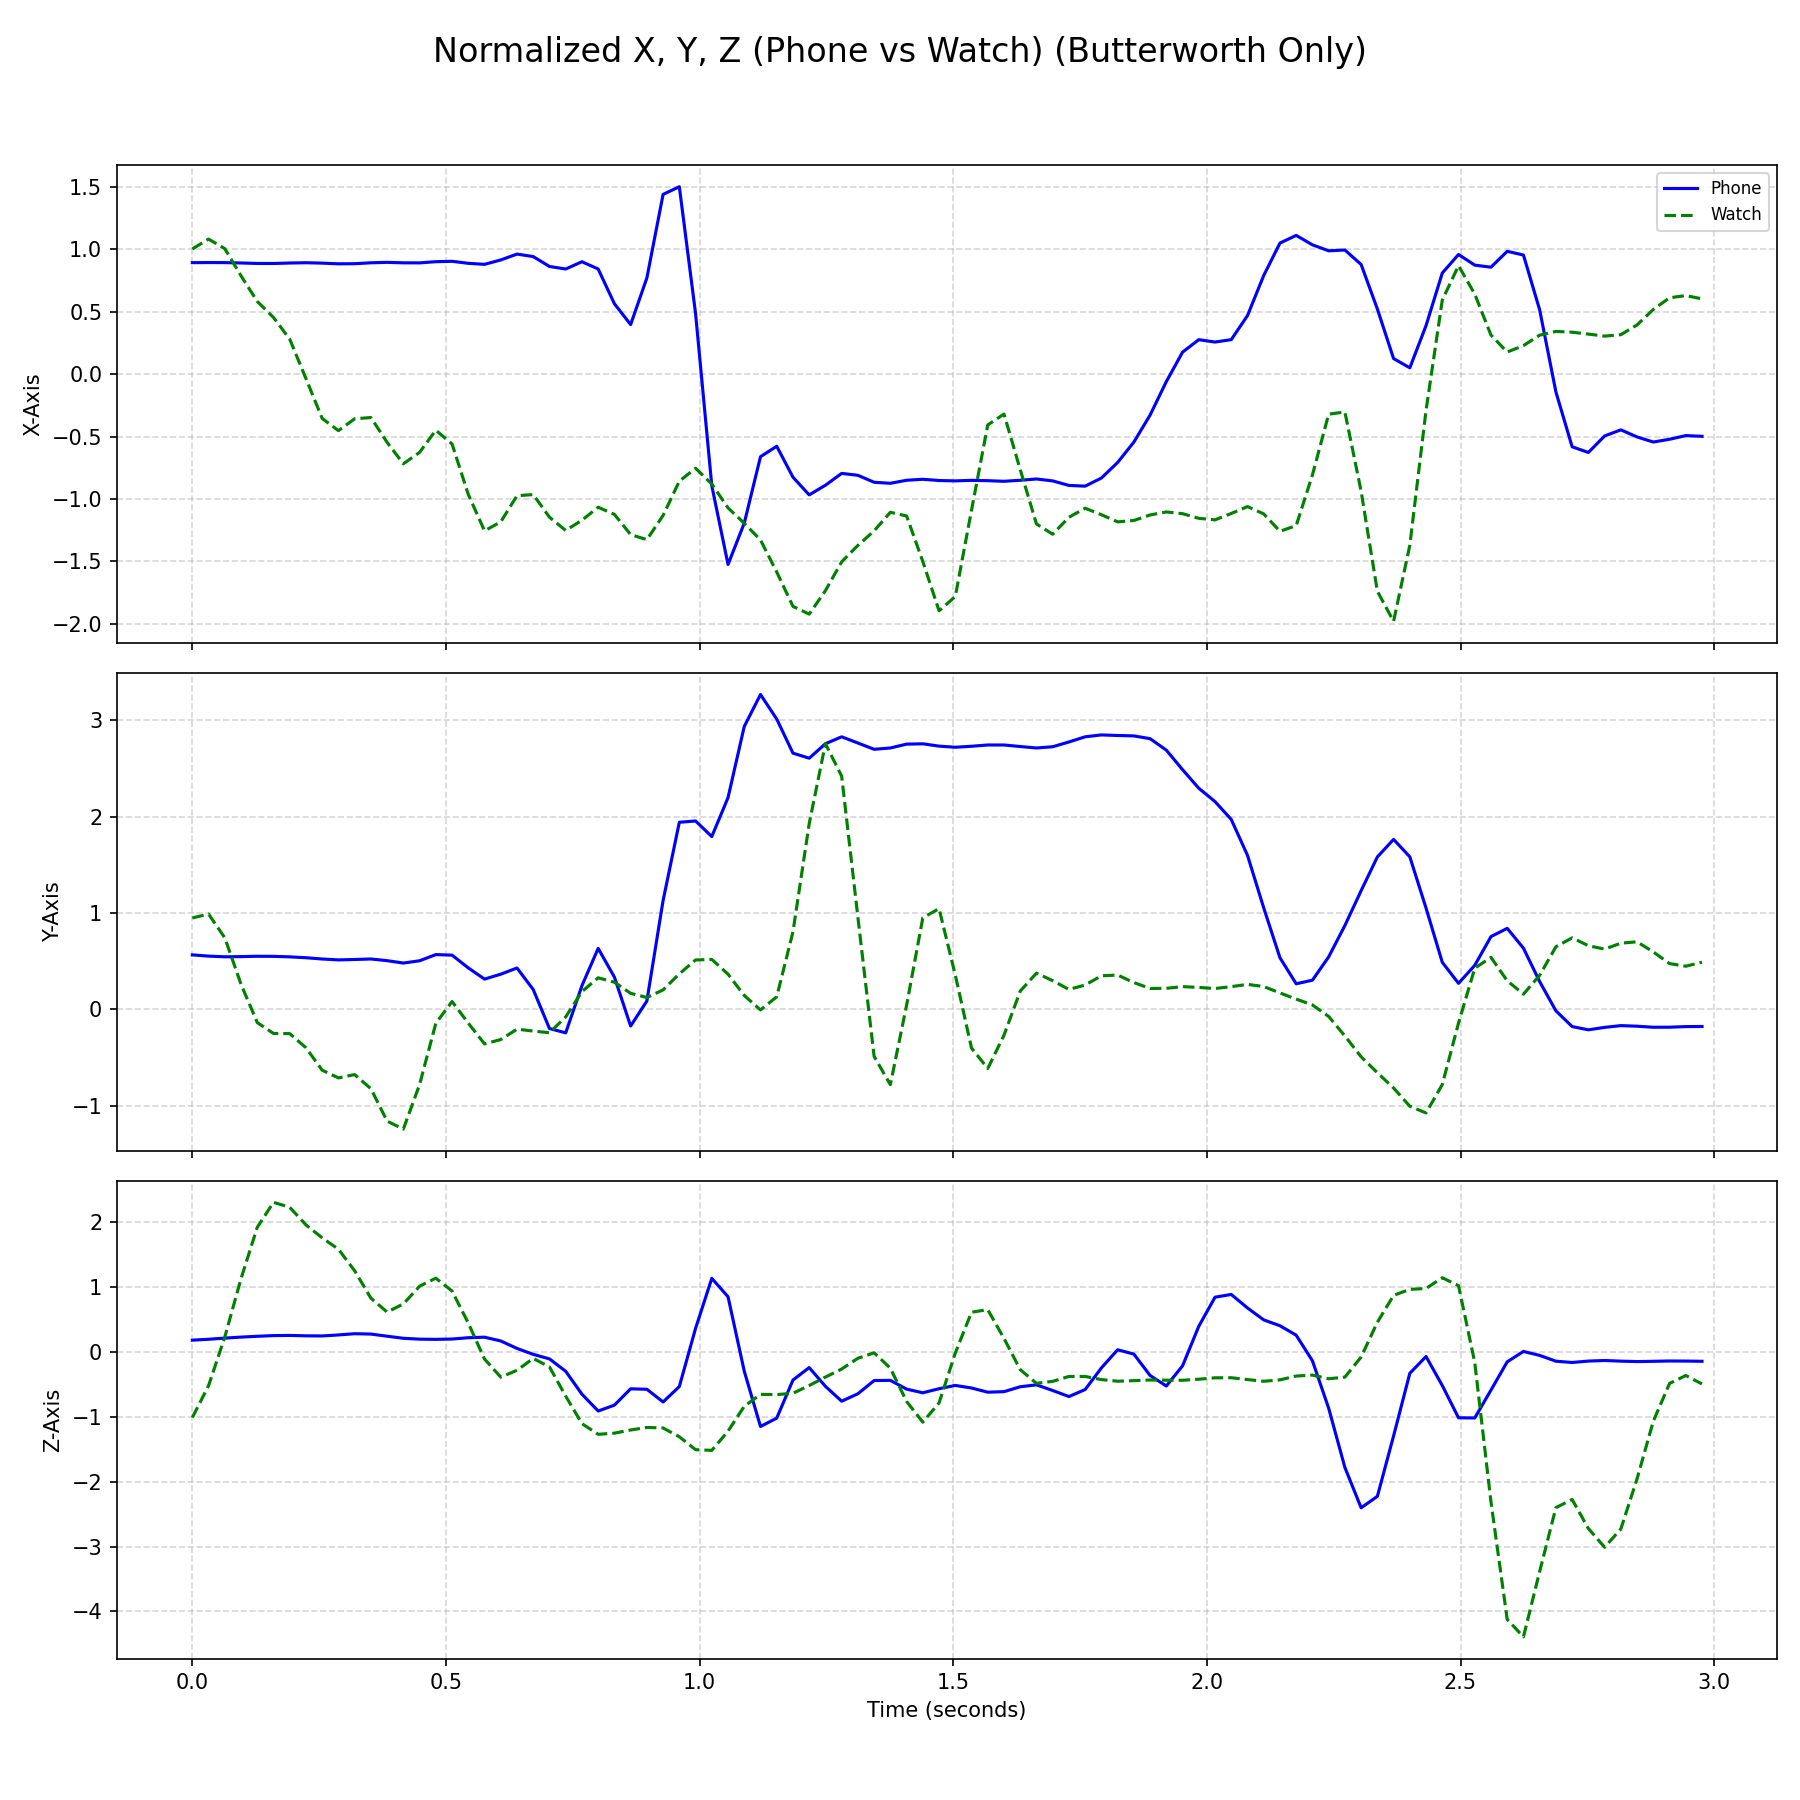 Normalized X, Y, Z (Phone vs Watch) (Butterworth Only)
Phone
Watch
1.5
1.0
0.5
0.0
−0.5
−1.0
−1.5
−2.0
X-Axis
3
2
1
0
−1
Y-Axis
2
1
0
−1
−2
−3
−4
Z-Axis
0.0 0.5 1.0 1.5 2.0 2.5 3.0
Time (seconds)